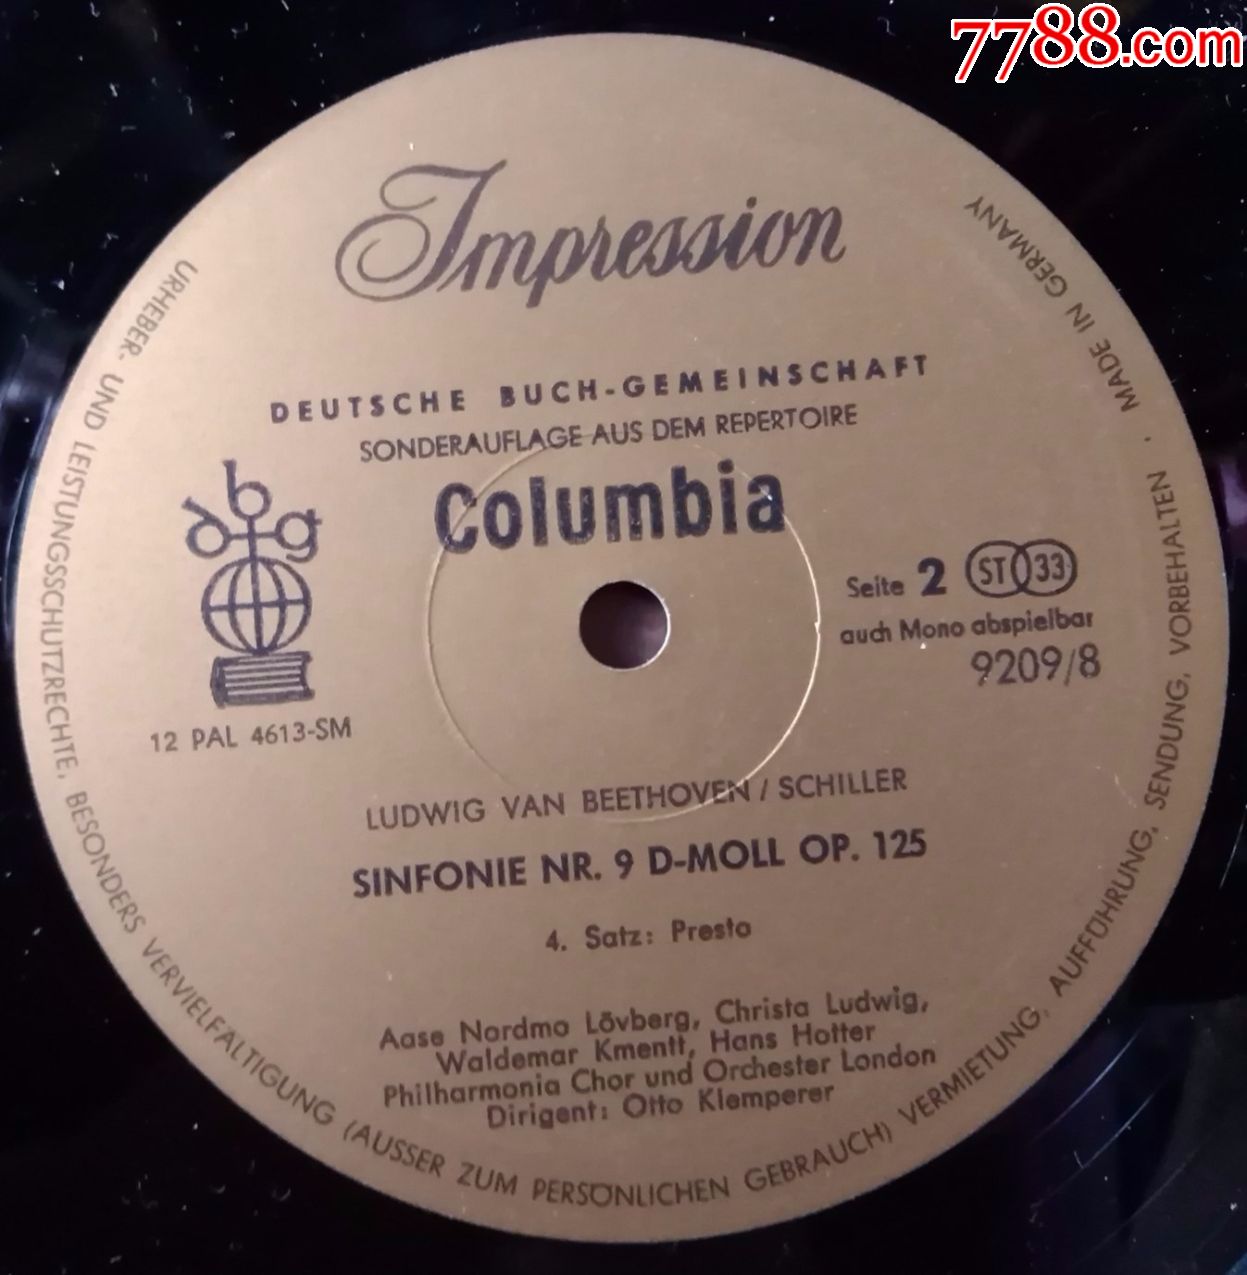 7788.com
Impression
DEUTSCHE BUCH-GEMEINSCHAFT
SONDERAUFLAGE AUS DEM REPERTOIRE
Columbia
dbg
Seite 2 ST 33
auch Mono abspielbar
9209/8
12 PAL 4613-SM
LUDWIG VAN BEETHOVEN / SCHILLER
SINFONIE NR. 9 D-MOLL OP. 125
4. Satz: Presto
Aase Nordmo Lövberg, Christa Ludwig,
Waldemar Kmentt, Hans Hotter
Philharmonia Chor und Orchester London
Dirigent: Otto Klemperer
URHEBER- UND LEISTUNGSSCHUTZRECHTE, BESONDERS VERVIELFÄLTIGUNG (AUSSER ZUM PERSÖNLICHEN GEBRAUCH) VERMIETUNG, AUFFÜHRUNG, SENDUNG, VORBEHALTEN · MADE IN GERMANY